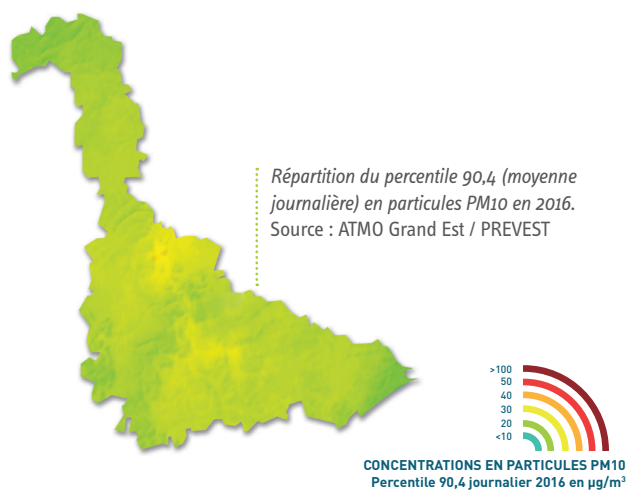 Répartition du percentile 90,4 (moyenne
journalière) en particules PM10 en 2016.
Source : ATMO Grand Est / PREVEST
>100
50
40
30
20
<10
CONCENTRATIONS EN PARTICULES PM10
Percentile 90,4 journalier 2016 en µg/m³